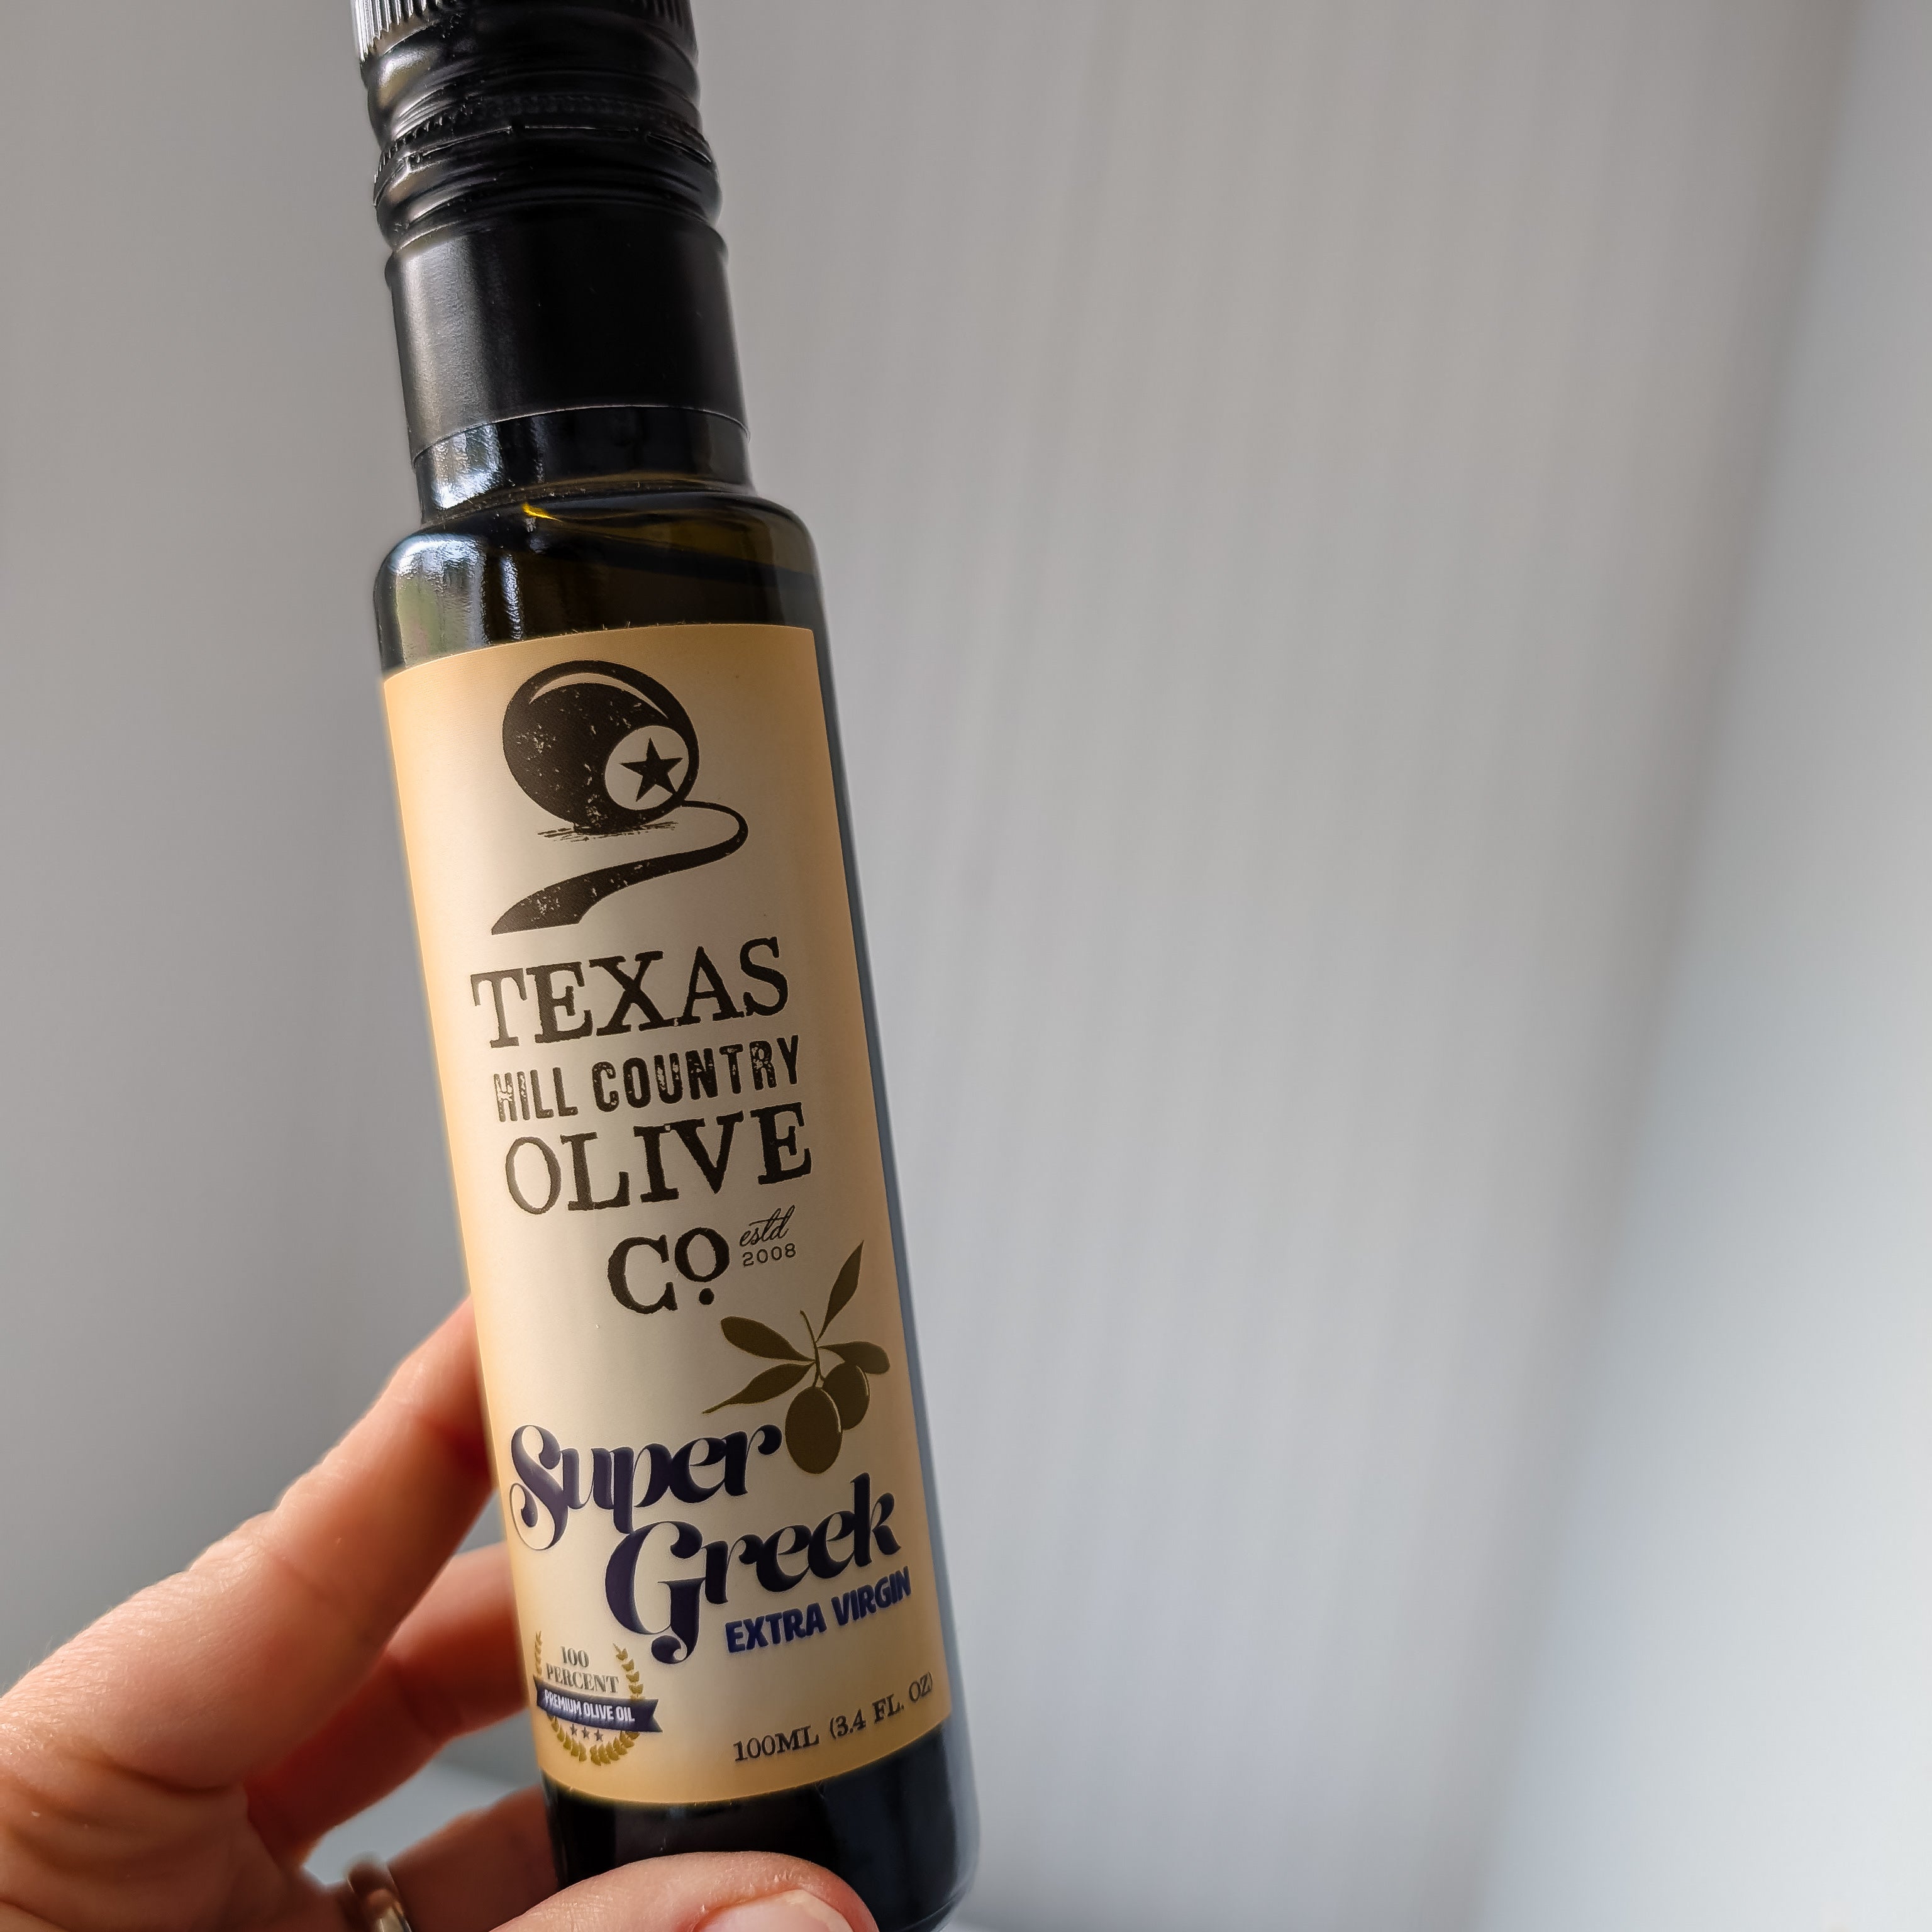 TEXAS
HILL COUNTRY
OLIVE
CO.
estd
2008
Super
Greek
EXTRA VIRGIN
100
PERCENT
PREMIUM OLIVE OIL
100ML (3.4 FL. OZ)